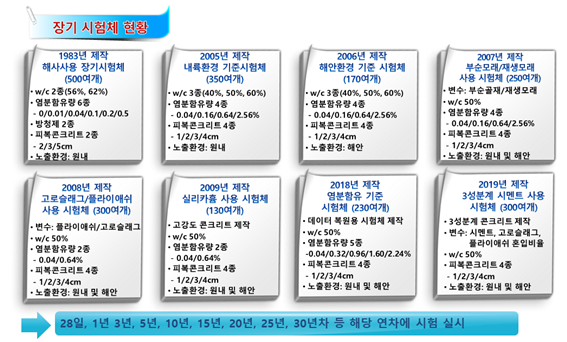 장기 시험체 현황
1983년 제작
해사사용 장기시험체
(500여개)
• w/c 2종(56%, 62%)
• 염분함유량 6종
- 0/0.01/0.04/0.1/0.2/0.5
• 방청제 2종
• 피복콘크리트 2종
- 2/3/5cm
• 노출환경: 원내
2005년 제작
내륙환경 기준시험체
(350여개)
• w/c 3종(40%, 50%, 60%)
• 염분함유량 4종
- 0.04/0.16/0.64/2.56%
• 피복콘크리트 4종
- 1/2/3/4cm
• 노출환경: 원내
2006년 제작
해안환경 기준 시험체
(170여개)
• w/c 3종(40%, 50%, 60%)
• 염분함유량 4종
- 0.04/0.16/0.64/2.56%
• 피복콘크리트 4종
- 1/2/3/4cm
• 노출환경: 해안
2007년 제작
부순모래/재생모래
사용 시험체 (250여개)
• 변수: 부순골재/재생모래
• w/c 50%
• 염분함유량 4종
- 0.04/0.16/0.64/2.56%
• 피복콘크리트 4종
- 1/2/3/4cm
• 노출환경: 원내 및 해안
2008년 제작
고로슬래그/플라이애쉬
사용 시험체 (300여개)
• 변수: 플라이애쉬/고로슬래그
• w/c 50%
• 염분함유량 2종
- 0.04/0.64%
• 피복콘크리트 4종
- 1/2/3/4cm
• 노출환경: 원내 및 해안
2009년 제작
실리카흄 사용 시험체
(130여개)
• 고강도 콘크리트 제작
• w/c 50%
• 염분함유량 2종
- 0.04/0.64%
• 피복콘크리트 4종
- 1/2/3/4cm
• 노출환경: 원내 및 해안
2018년 제작
염분함유 기준
시험체 (230여개)
• 데이터 복원용 시험체 제작
• w/c 50%
• 염분함유량 5종
-0.04/0.32/0.96/1.60/2.24%
• 피복콘크리트 4종
- 1/2/3/4cm
• 노출환경: 원내 및 해안
2019년 제작
3성분계 시멘트 사용
시험체 (300여개)
• 3성분계 콘크리트 제작
• 변수: 시멘트, 고로슬래그,
플라이애쉬 혼입비율
• w/c 50%
• 피복콘크리트 4종
- 1/2/3/4cm
• 노출환경: 원내 및 해안
28일, 1년 3년, 5년, 10년, 15년, 20년, 25년, 30년차 등 해당 연차에 시험 실시